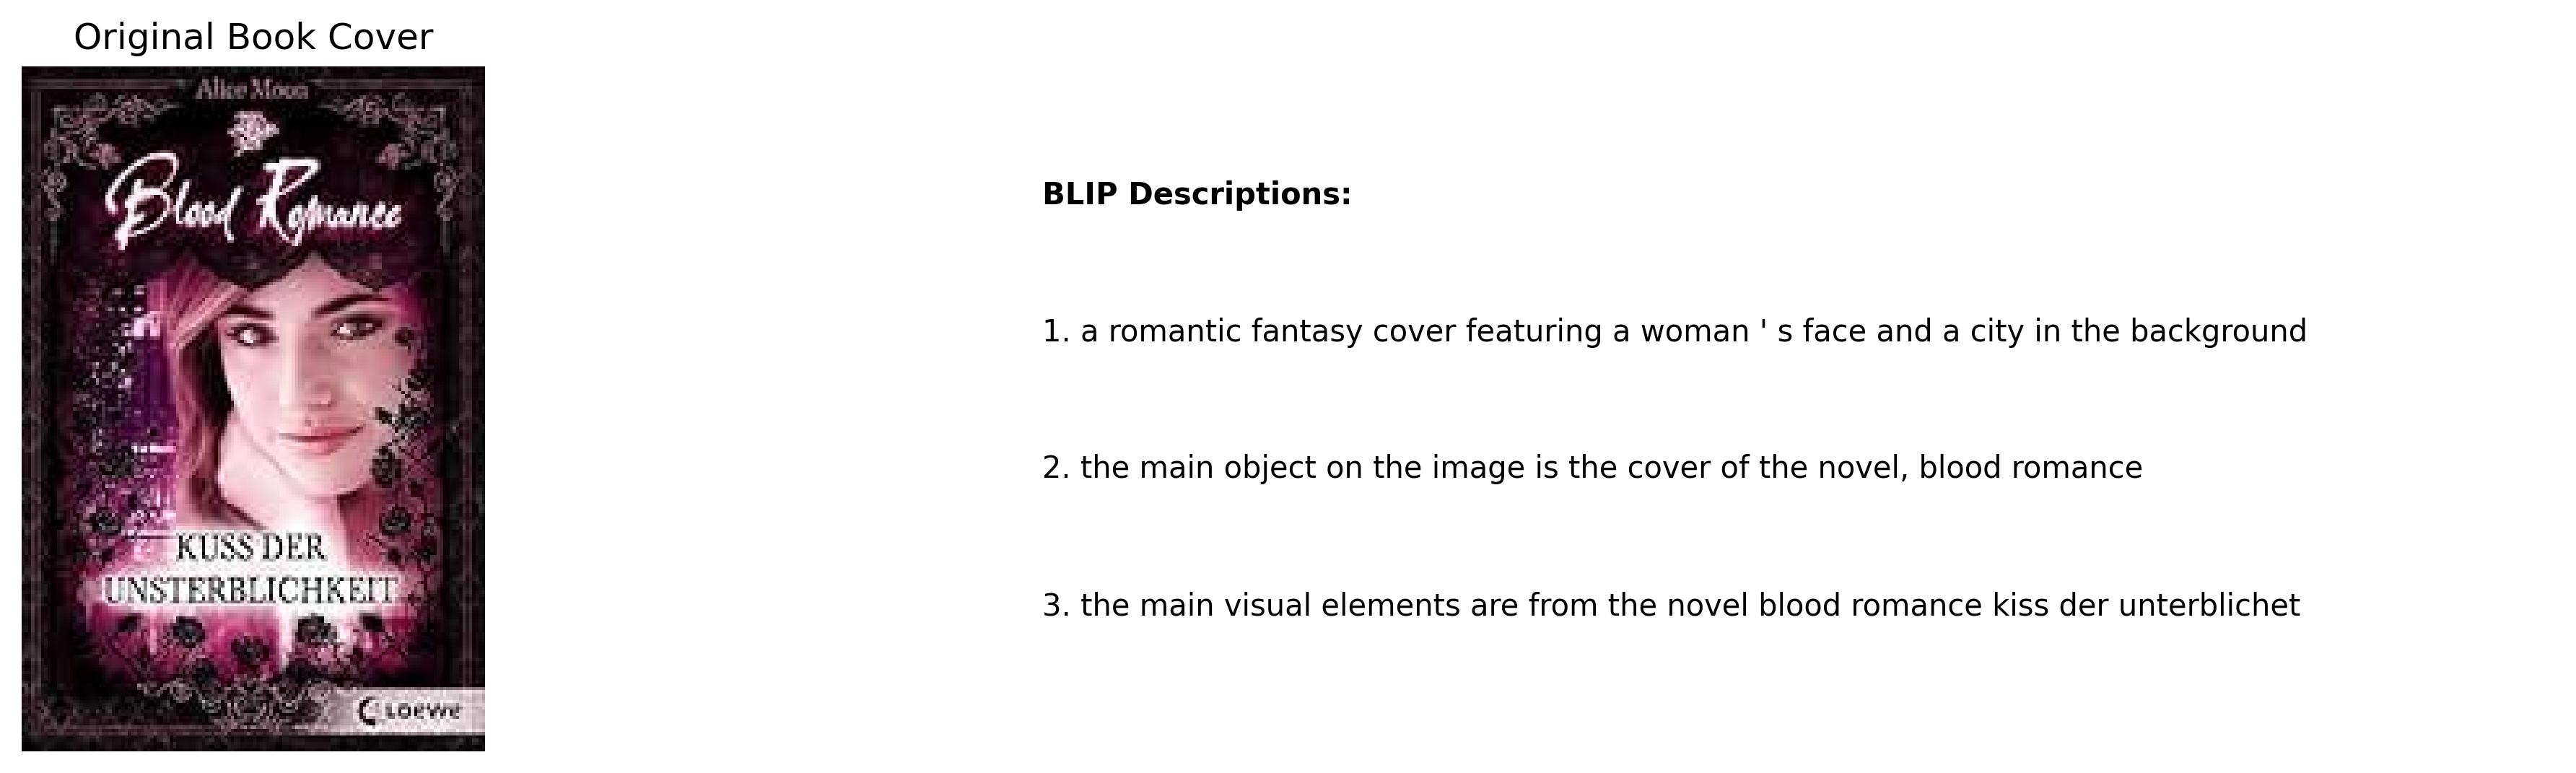 Original Book Cover
Alice Moon
Blood Romance
KUSS DER
UNSTERBLICHKEIT
LOEWE
BLIP Descriptions:
1. a romantic fantasy cover featuring a woman ' s face and a city in the background
2. the main object on the image is the cover of the novel, blood romance
3. the main visual elements are from the novel blood romance kiss der unterblichet